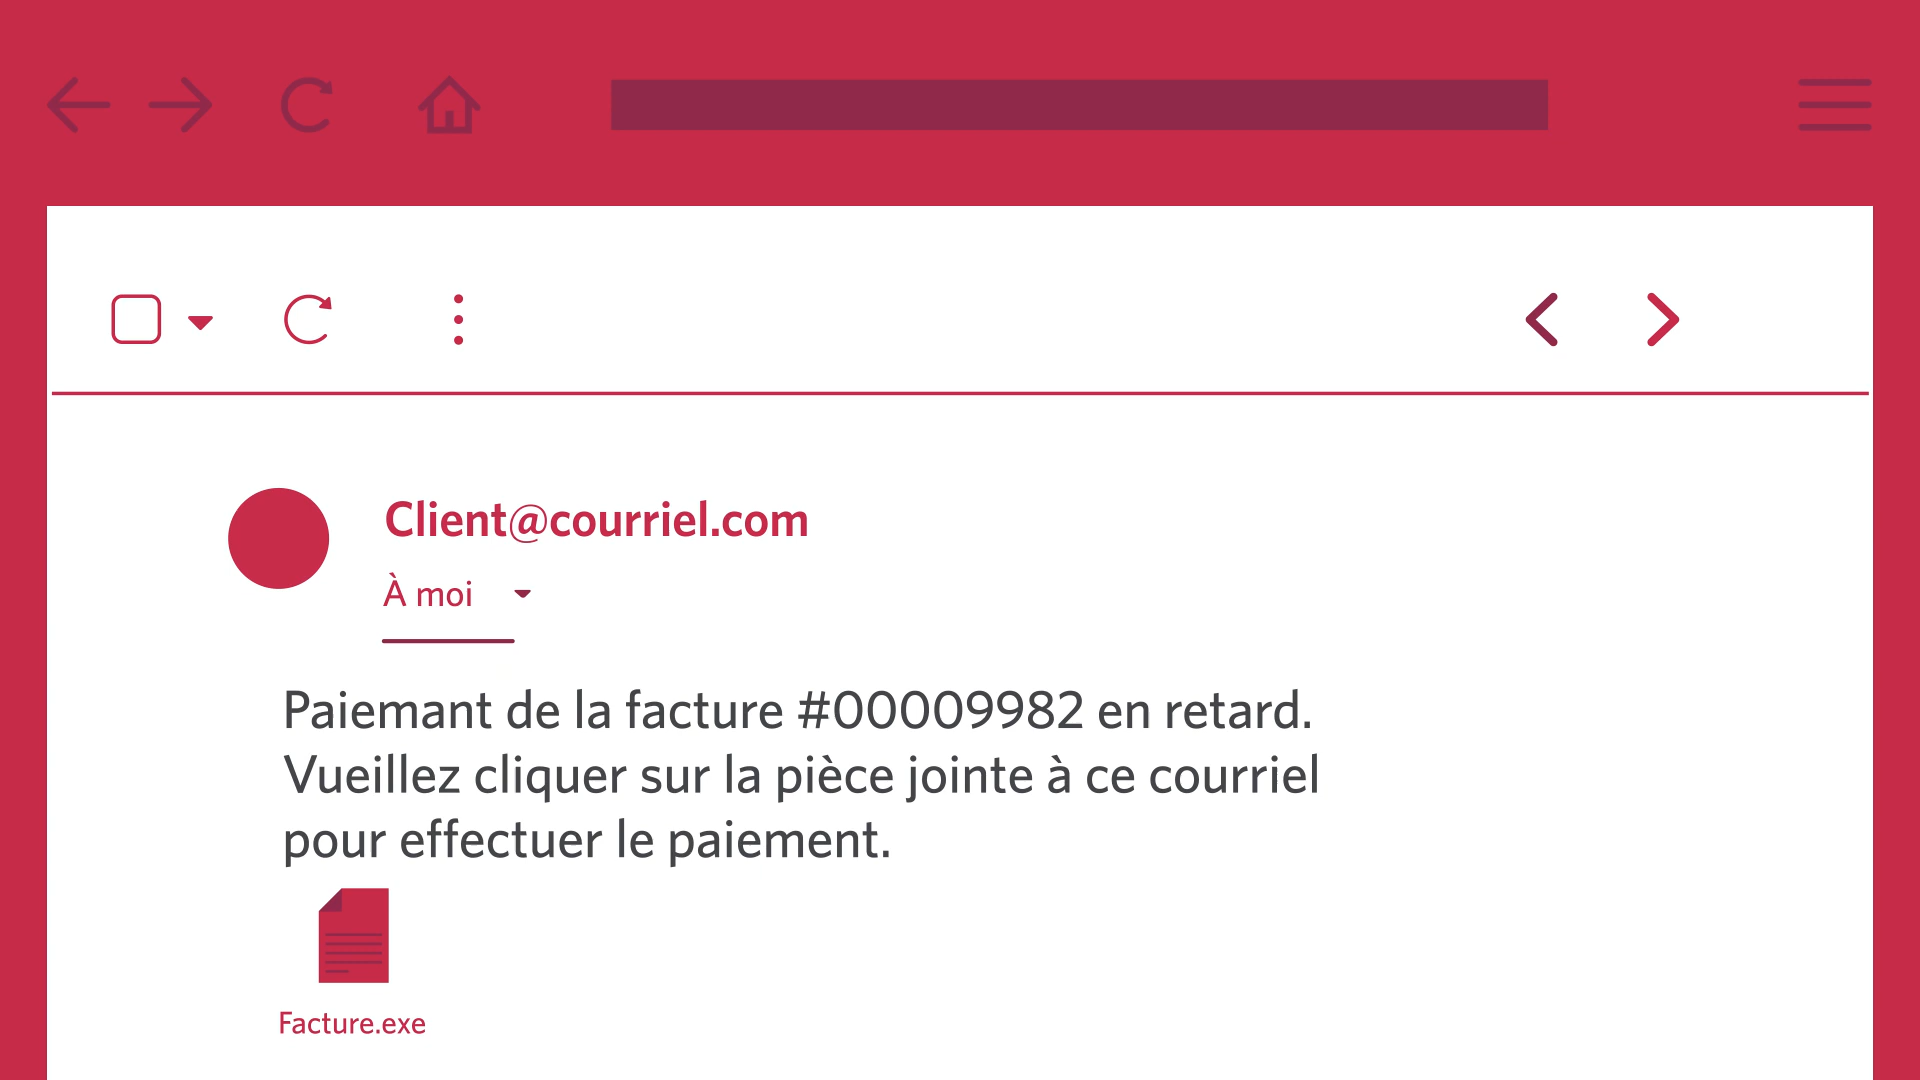 Client@courriel.com
À moi
Paiemant de la facture #00009982 en retard.
Vueillez cliquer sur la pièce jointe à ce courriel
pour effectuer le paiement.
Facture.exe